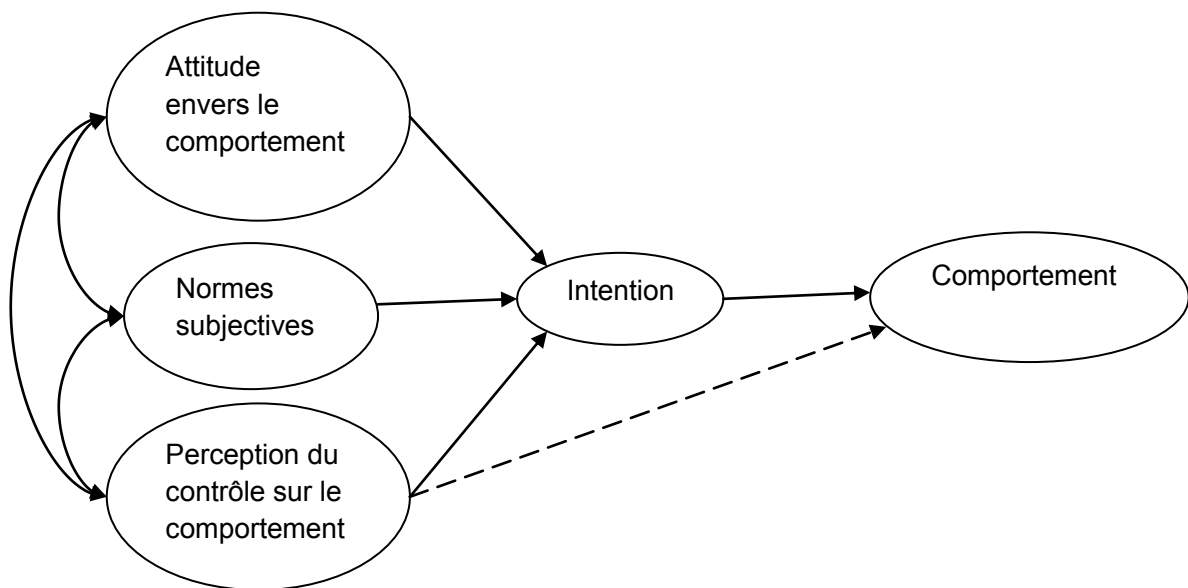 Attitude
envers le
comportement
Normes
subjectives
Intention
Comportement
Perception du
contrôle sur le
comportement